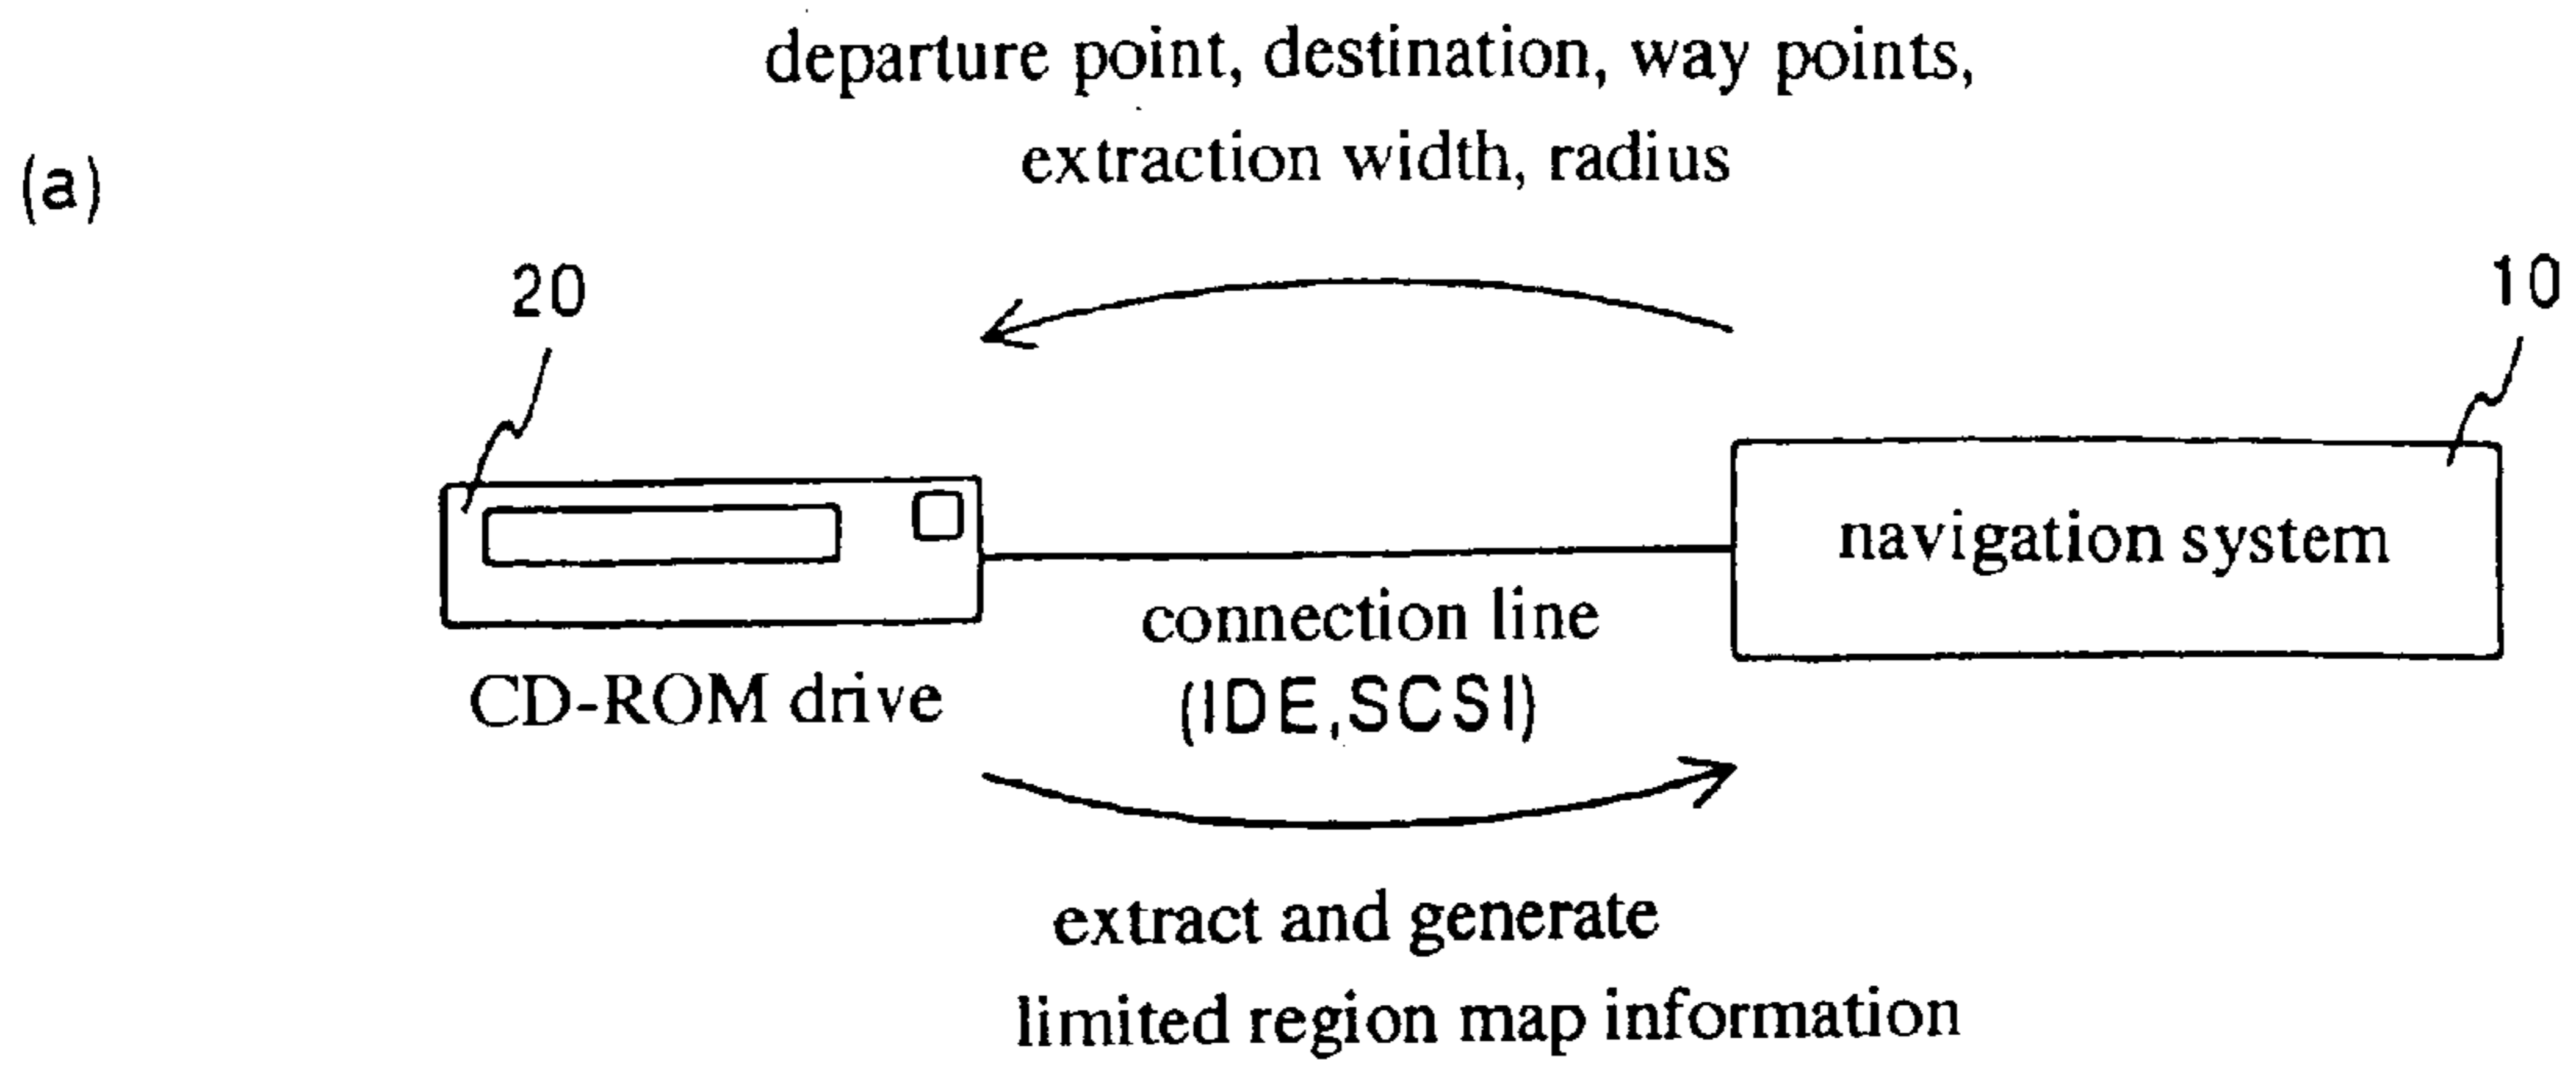 departure point, destination, way points,
extraction width, radius
(a)
20
10
navigation system
connection line
(IDE,SCSI)
CD-ROM drive
extract and generate
limited region map information